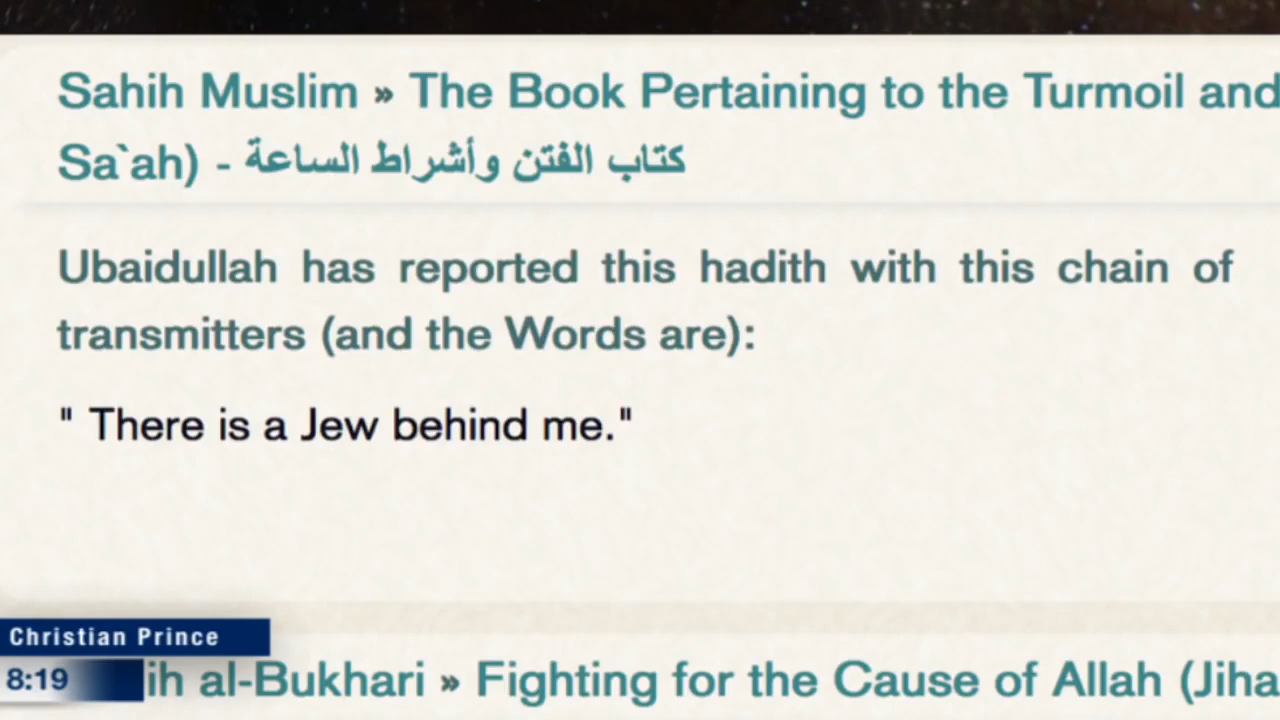 Sahih Muslim » The Book Pertaining to the Turmoil and
Sa`ah) - كتاب الفتن وأشراط الساعة
Ubaidullah has reported this hadith with this chain of
transmitters (and the Words are):
" There is a Jew behind me."
Christian Prince
8:19
ih al-Bukhari » Fighting for the Cause of Allah (Jiha